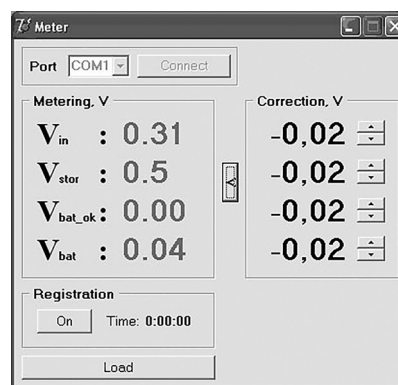 Meter
Port COM1 Connect
Metering, V
Vin : 0.31
Vstor : 0.5
Vbat_ok : 0.00
Vbat : 0.04
<
Correction, V
-0,02
-0,02
-0,02
-0,02
Registration
On Time: 0:00:00
Load